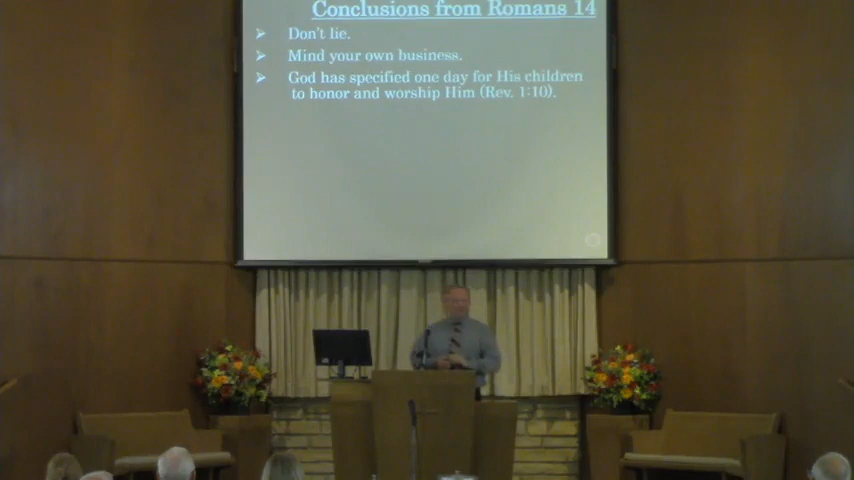 Conclusions from Romans 14
➢ Don't lie.
➢ Mind your own business.
➢ God has specified one day for His children
to honor and worship Him (Rev. 1:10).